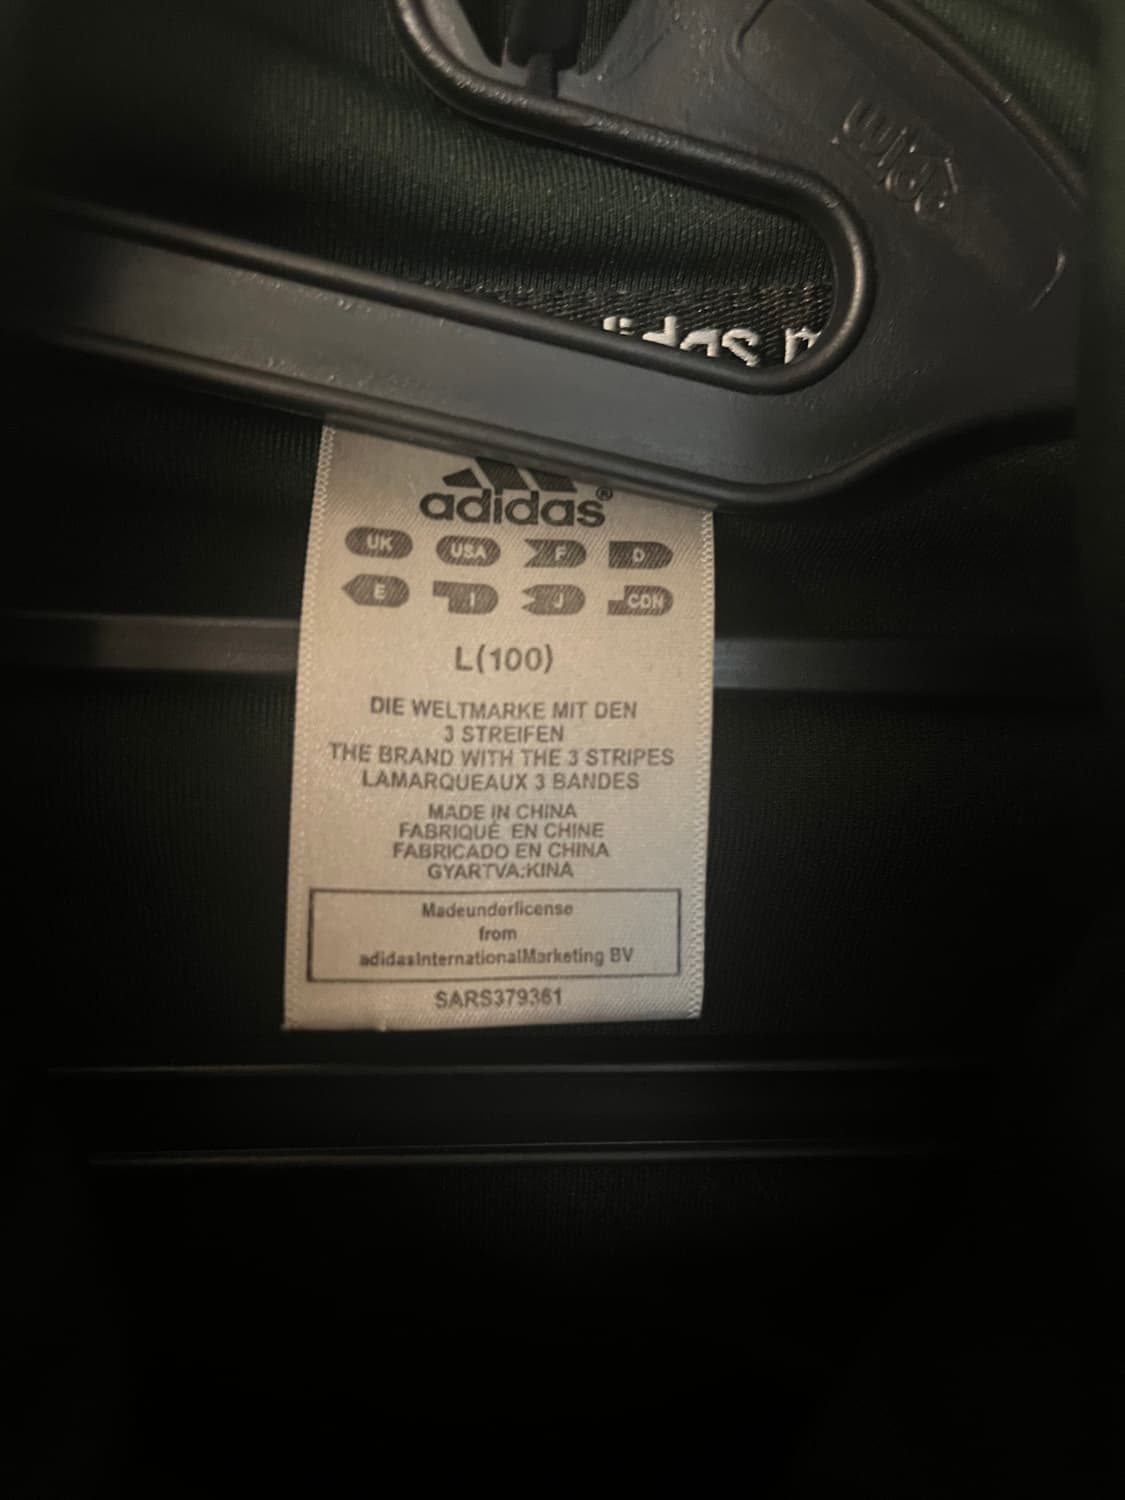 adidas®
UK USA F D
E I J CDN
L(100)
DIE WELTMARKE MIT DEN
3 STREIFEN
THE BRAND WITH THE 3 STRIPES
LAMARQUEAUX 3 BANDES
MADE IN CHINA
FABRIQUÉ EN CHINE
FABRICADO EN CHINA
GYARTVA:KINA
Madeunderlicense
from
adidasInternationalMarketing BV
SARS379361